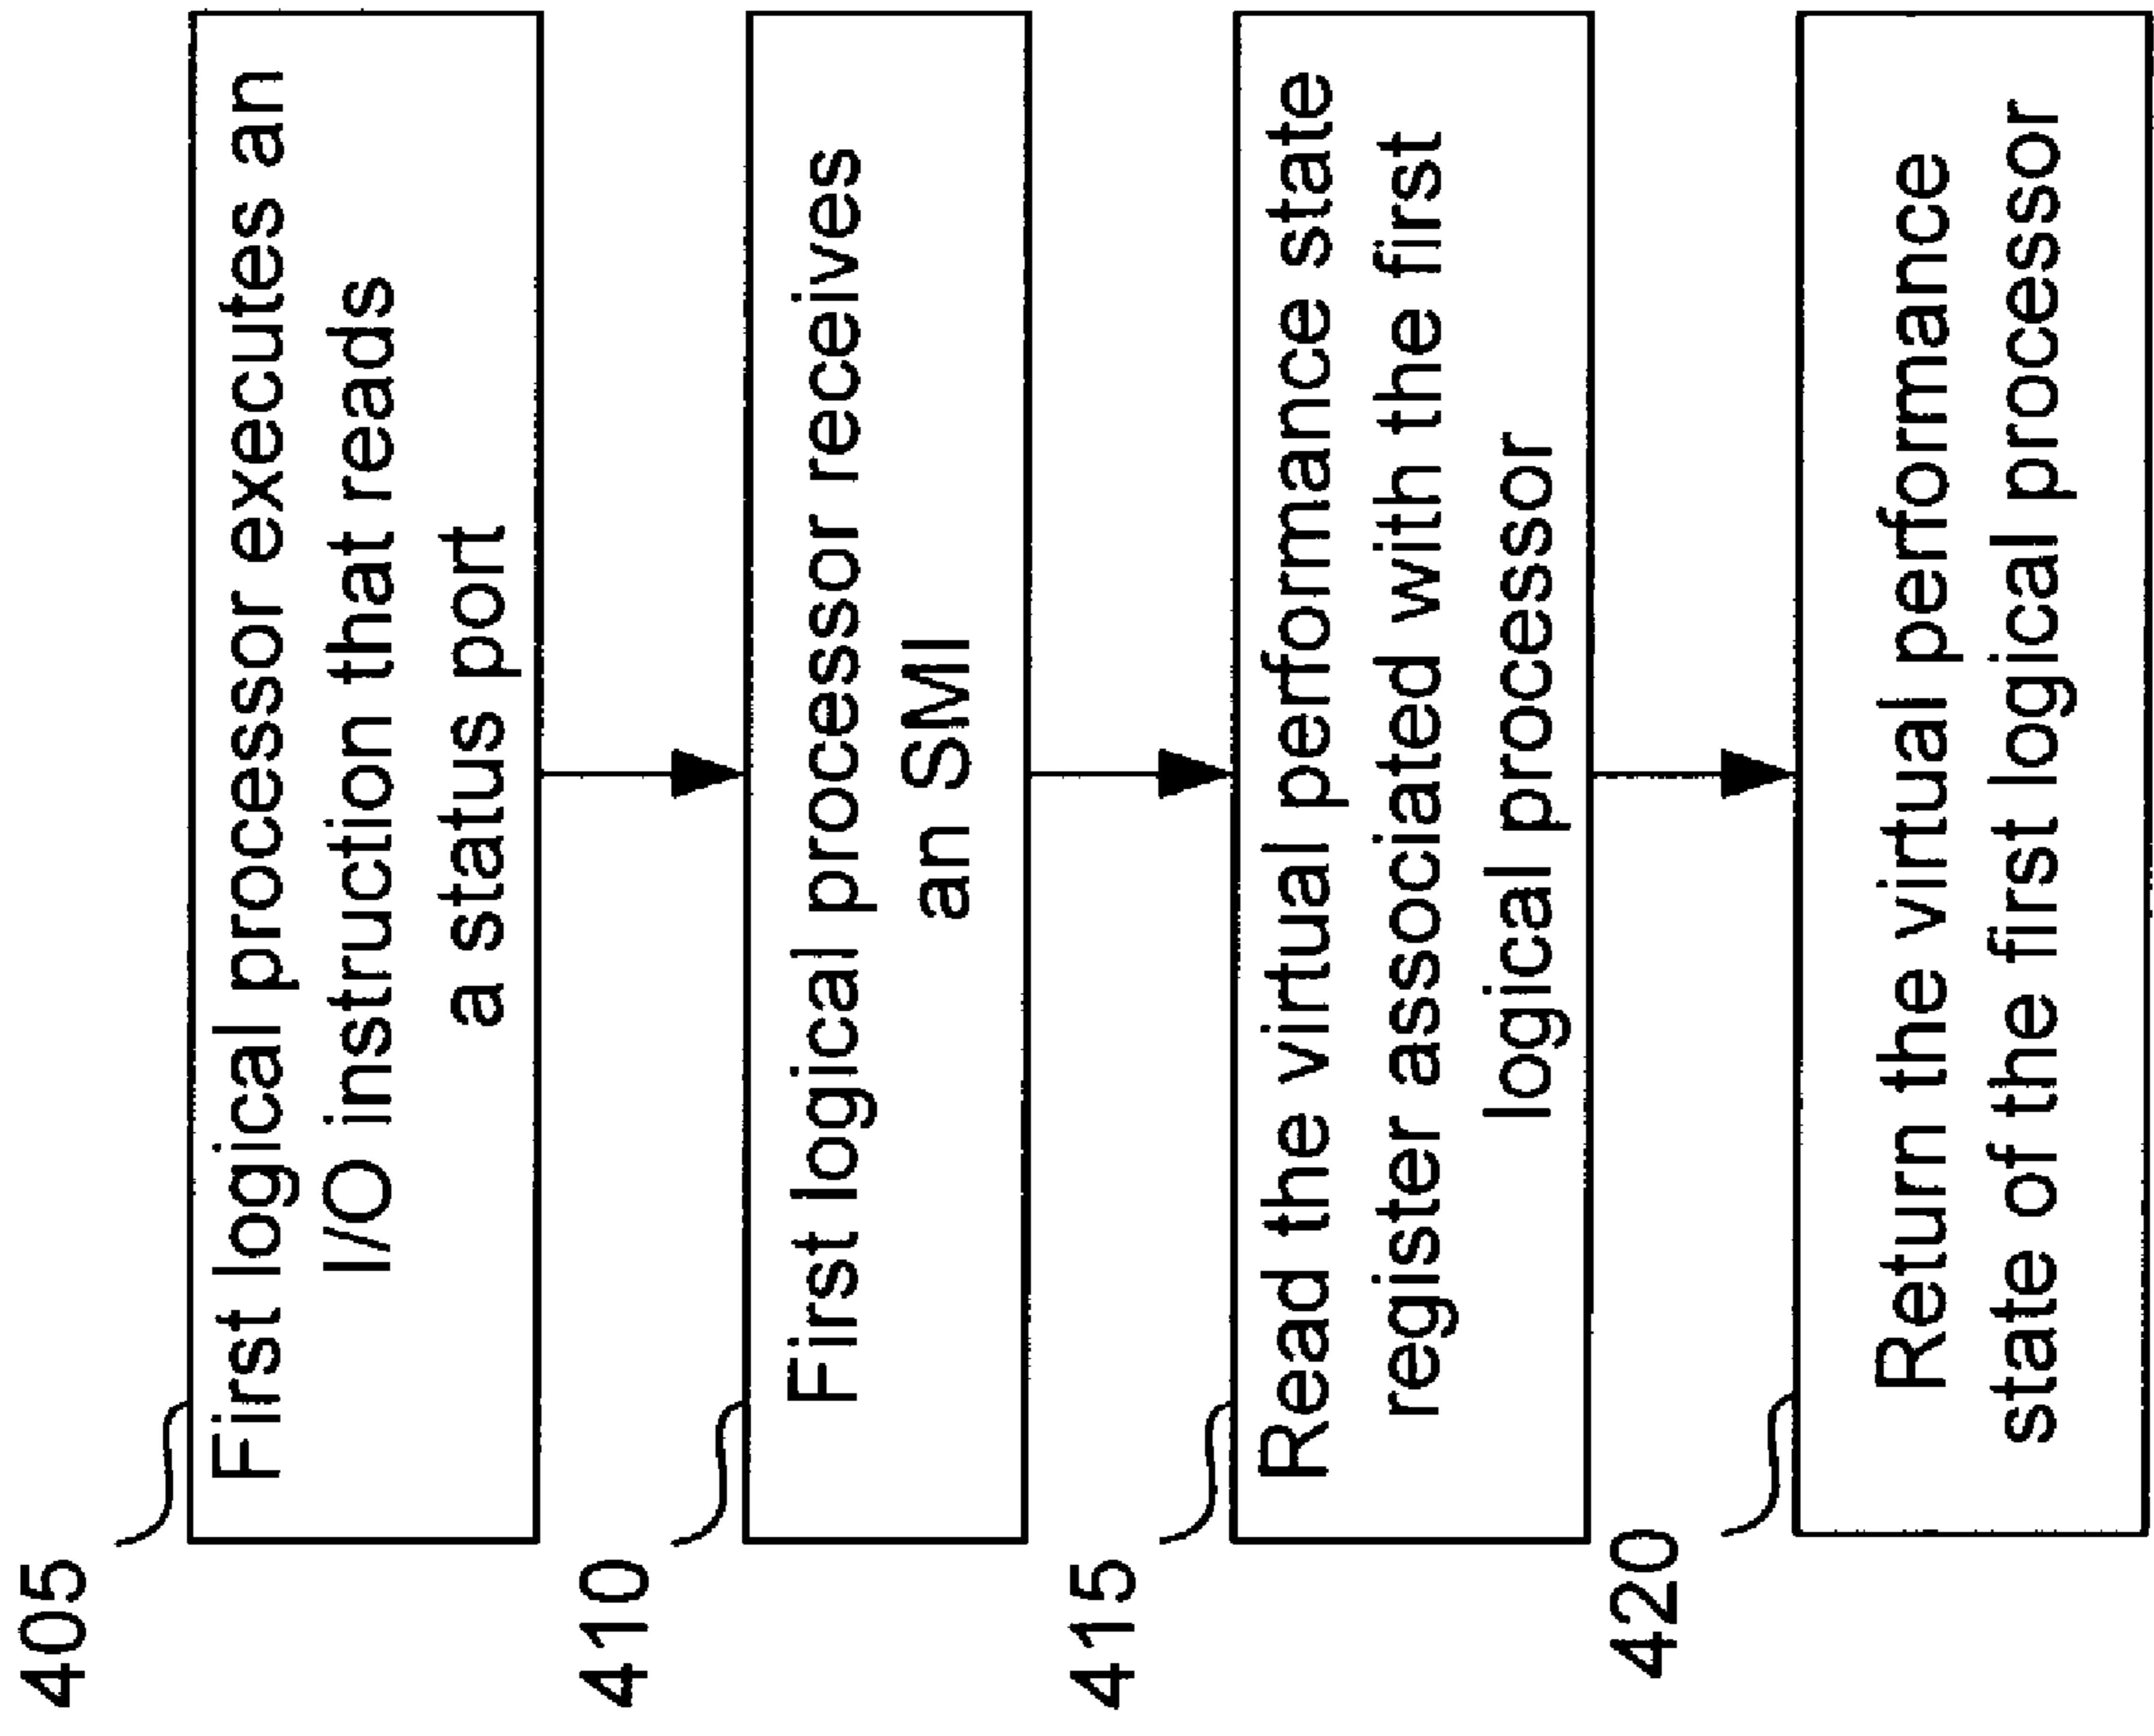 405
First logical processor executes an
I/O instruction that reads
a status port
410
First logical processor receives
an SMI
415
Read the virtual performance state
register associated with the first
logical processor
420
Return the virtual performance
state of the first logical processor